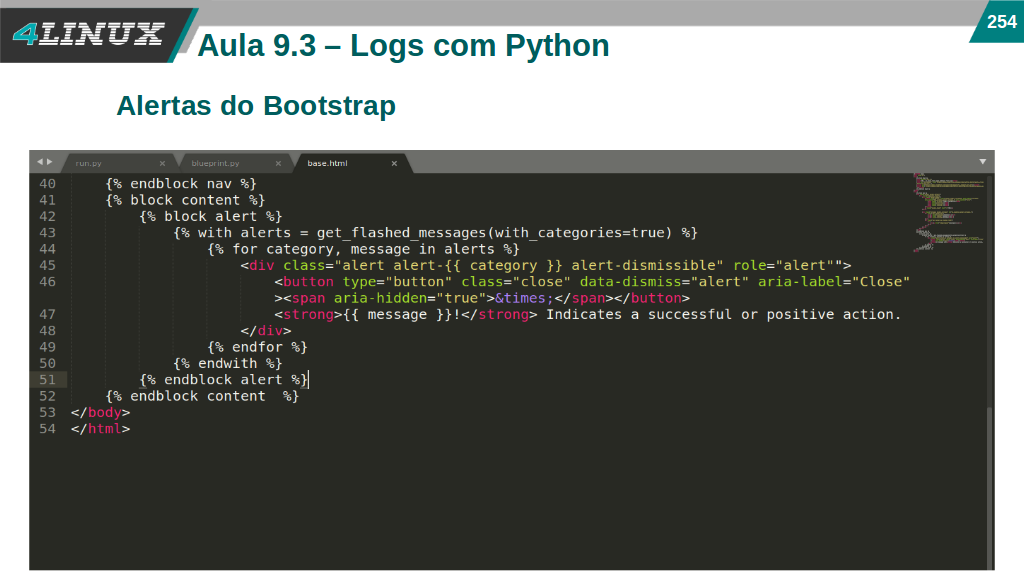 4LINUX
254
Aula 9.3 – Logs com Python
Alertas do Bootstrap
run.py × blueprint.py × base.html ×
40 {% endblock nav %}
41 {% block content %}
42 {% block alert %}
43 {% with alerts = get_flashed_messages(with_categories=true) %}
44 {% for category, message in alerts %}
45 <div class="alert alert-{{ category }} alert-dismissible" role="alert"">
46 <button type="button" class="close" data-dismiss="alert" aria-label="Close"
><span aria-hidden="true">&times;</span></button>
47 <strong>{{ message }}!</strong> Indicates a successful or positive action.
48 </div>
49 {% endfor %}
50 {% endwith %}
51 {% endblock alert %}
52 {% endblock content  %}
53 </body>
54 </html>